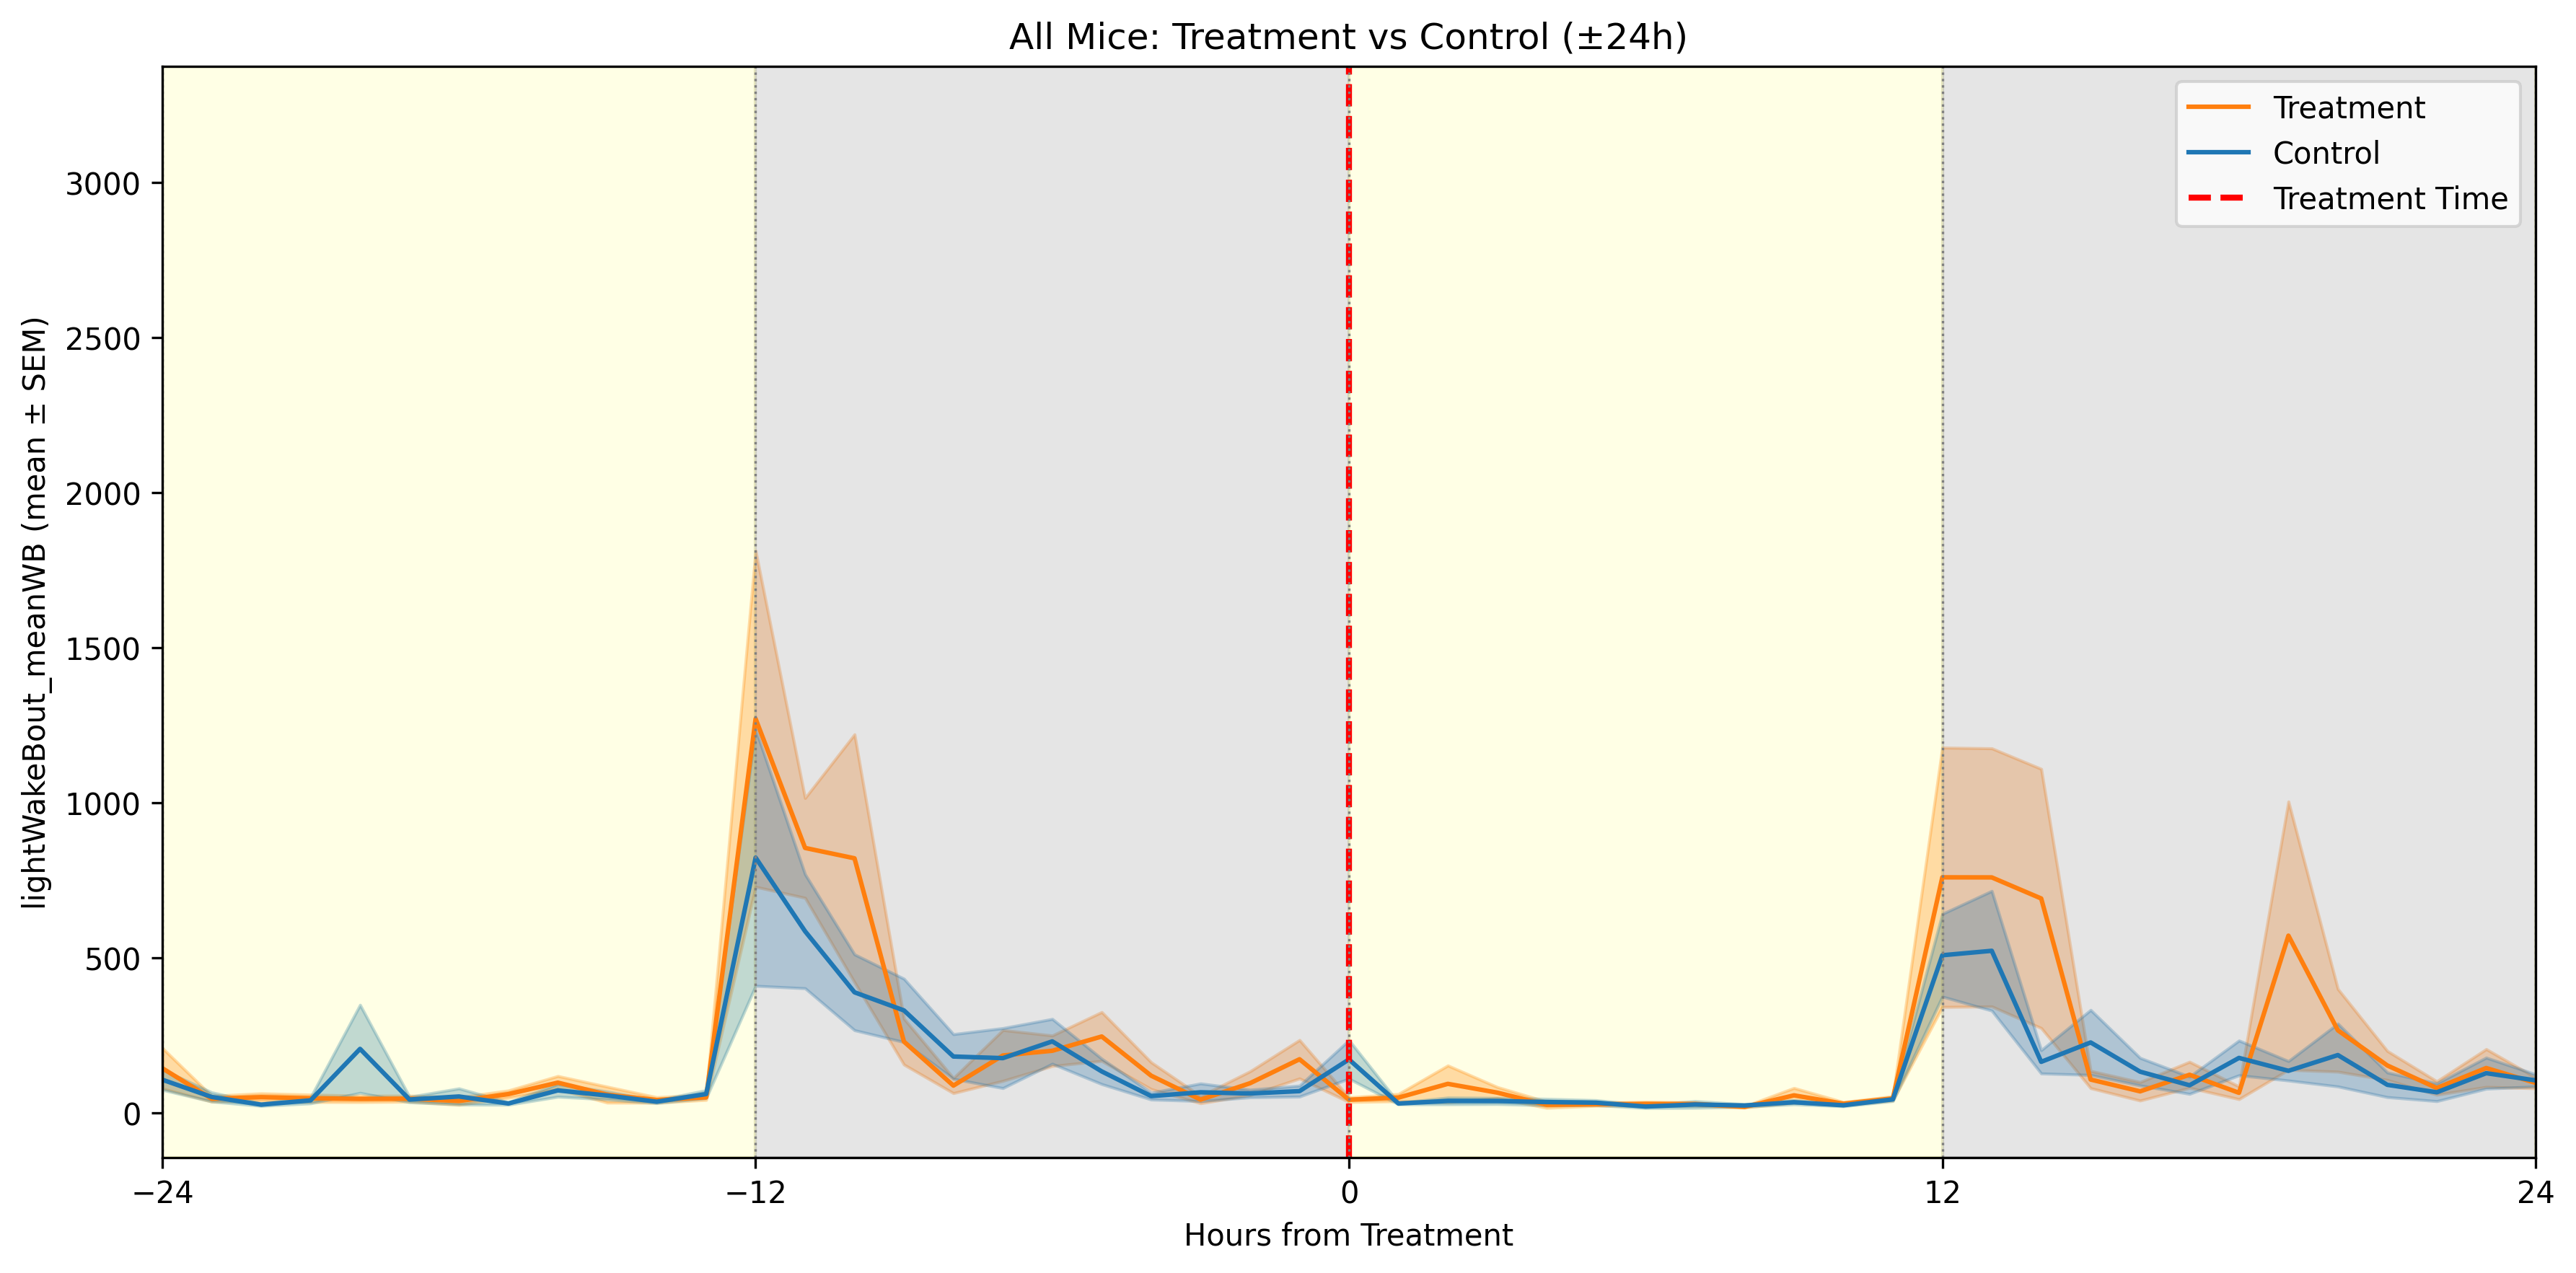 All Mice: Treatment vs Control (±24h)
Treatment
Control
Treatment Time
lightWakeBout_meanWB (mean ± SEM)
3000
2500
2000
1500
1000
500
0
−24
−12
0
12
24
Hours from Treatment